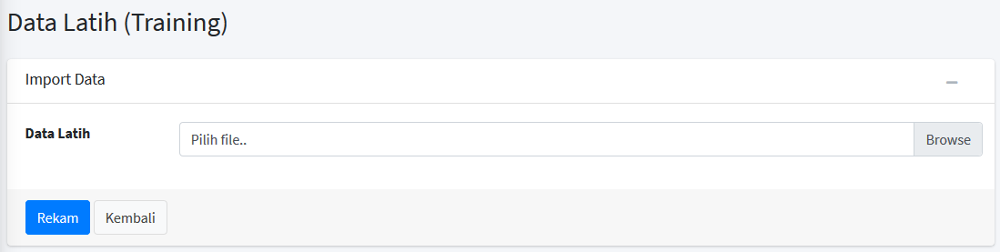 Data Latih (Training)
Import Data
Data Latih Pilih file.. Browse
Rekam Kembali